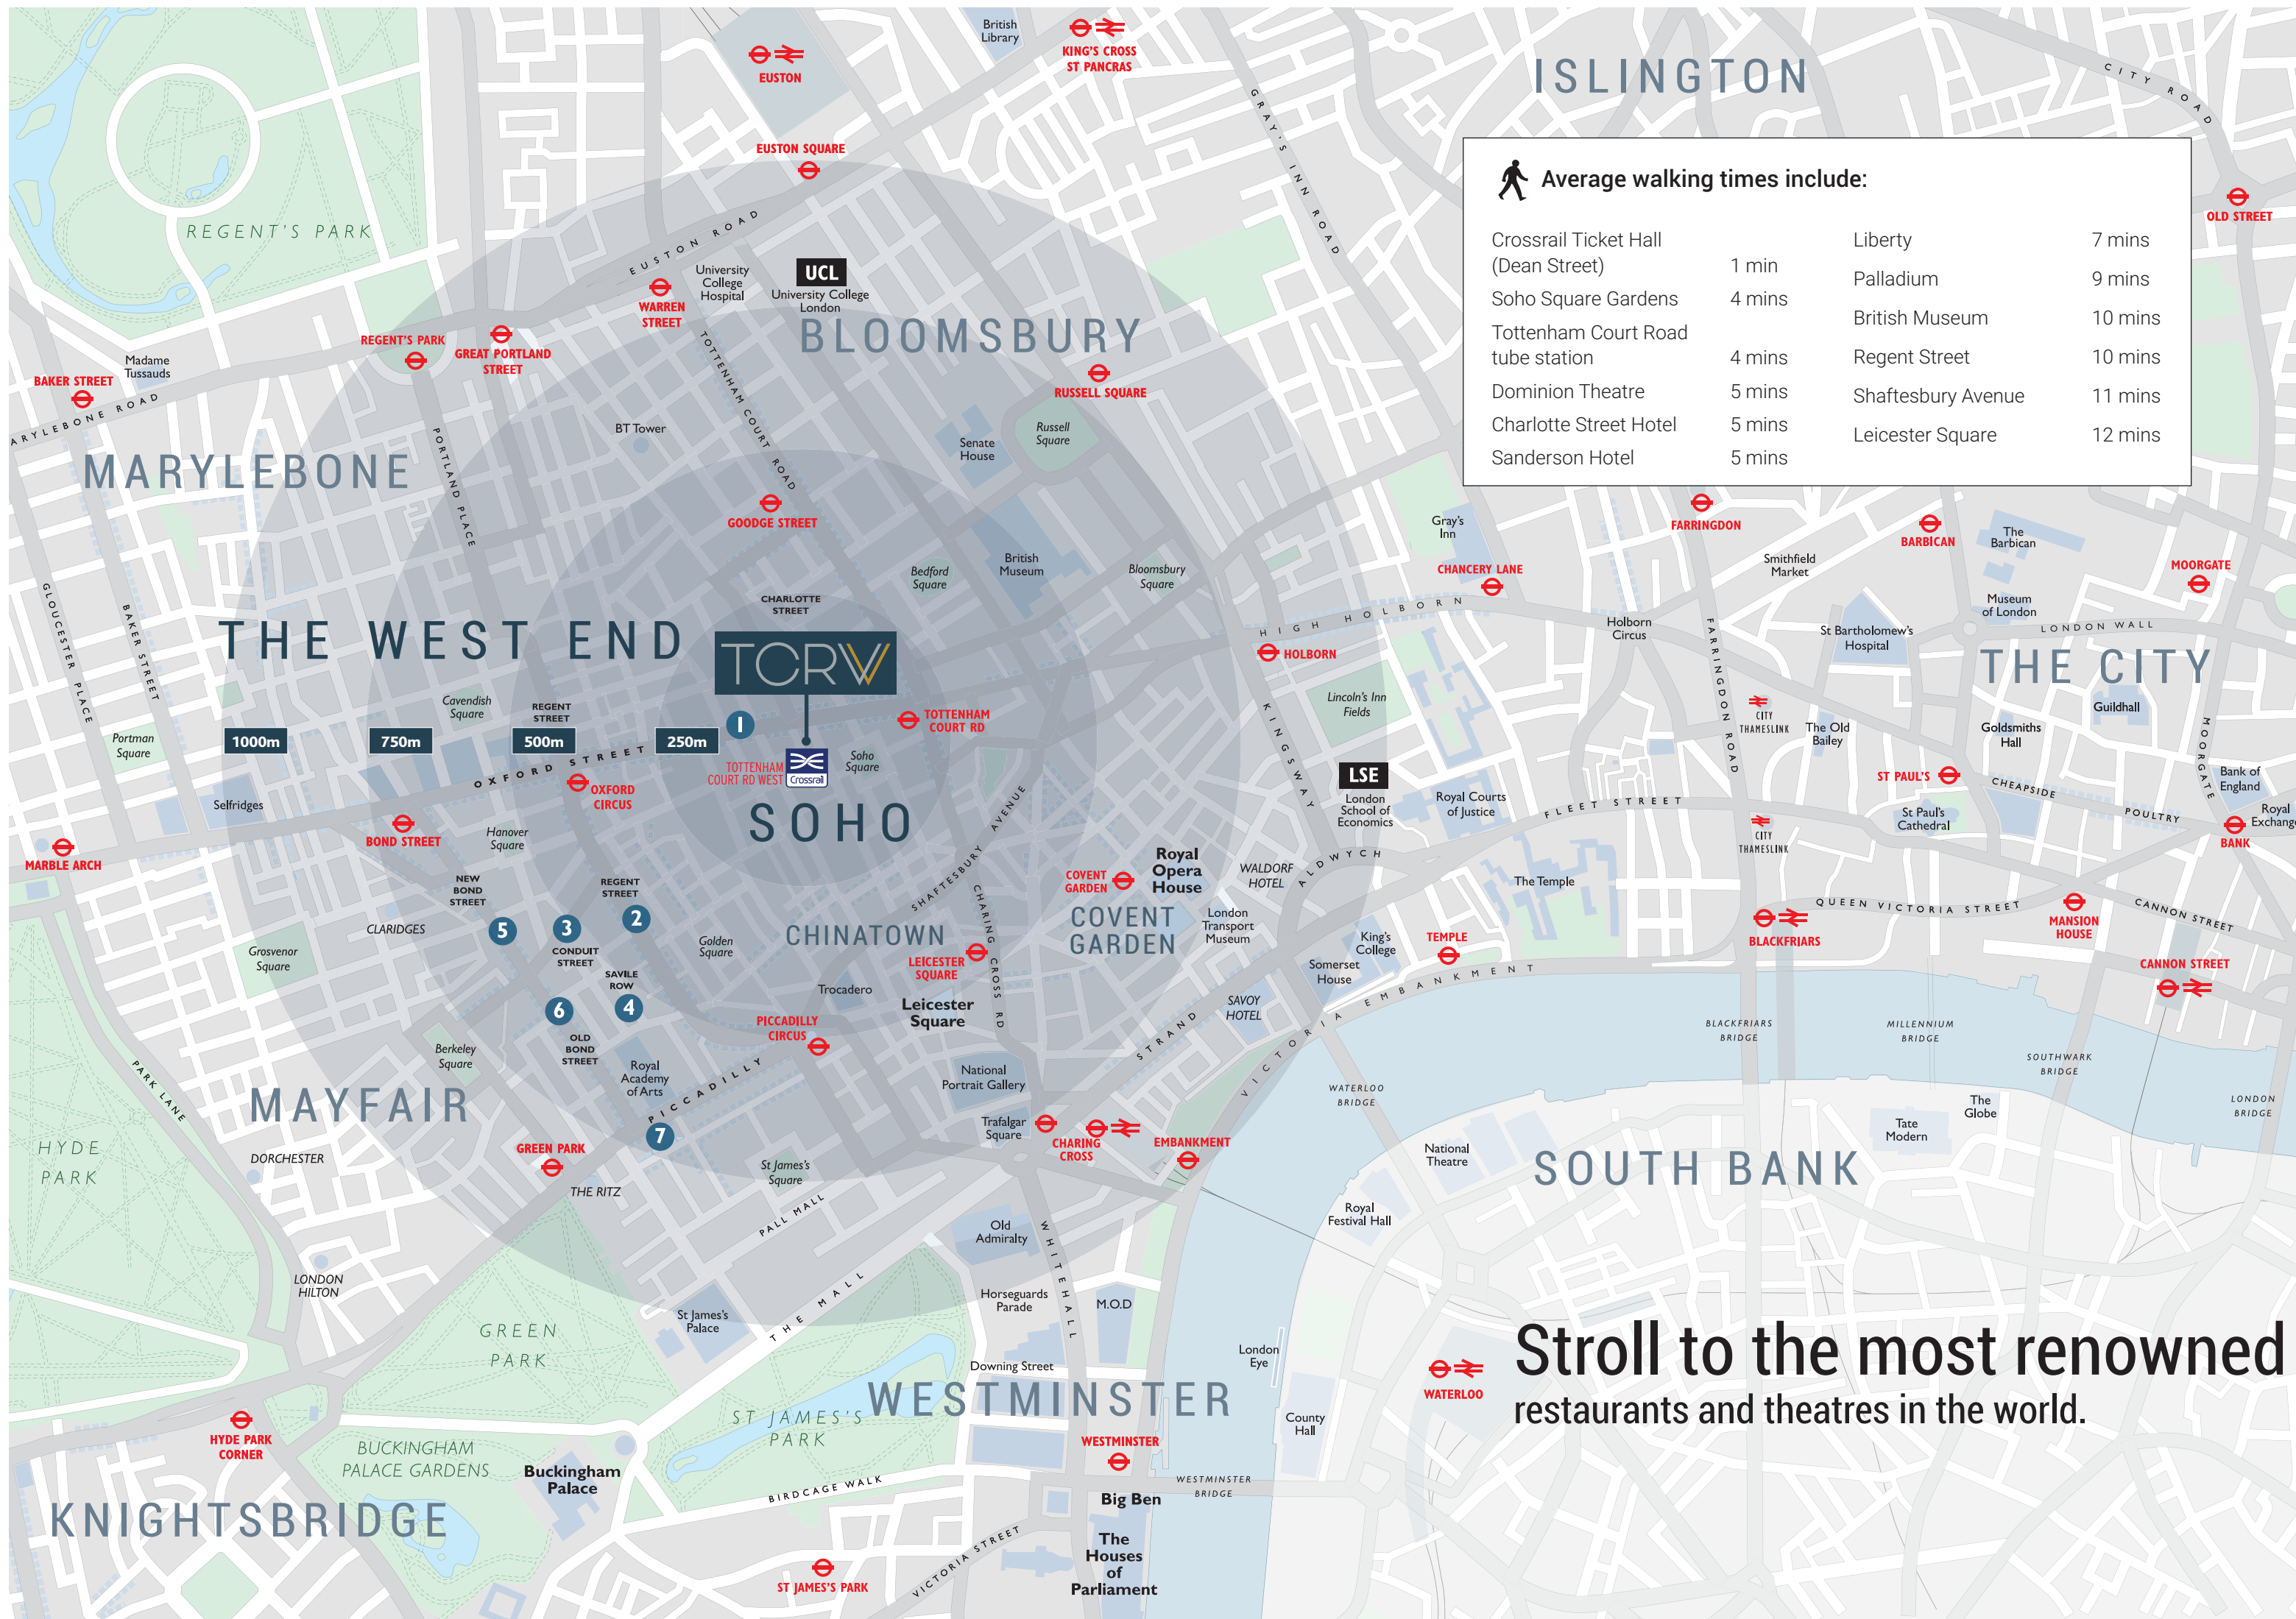 British
Library
KING'S CROSS
ST PANCRAS
EUSTON
ISLINGTON
CITY ROAD
GRAY'S INN ROAD
EUSTON SQUARE
OLD STREET
Average walking times include:
Crossrail Ticket Hall
(Dean Street) 1 min
Soho Square Gardens 4 mins
Tottenham Court Road
tube station 4 mins
Dominion Theatre 5 mins
Charlotte Street Hotel 5 mins
Sanderson Hotel 5 mins
Liberty 7 mins
Palladium 9 mins
British Museum 10 mins
Regent Street 10 mins
Shaftesbury Avenue 11 mins
Leicester Square 12 mins
REGENT'S PARK
EUSTON ROAD
University
College
Hospital
UCL
University College
London
WARREN
STREET
BLOOMSBURY
REGENT'S PARK
GREAT PORTLAND
STREET
Madame
Tussauds
BAKER STREET
ARYLEBONE ROAD
TOTTENHAM COURT ROAD
RUSSELL SQUARE
Russell
Square
BT Tower
Senate
House
PORTLAND PLACE
MARYLEBONE
GOODGE STREET
Gray's
Inn
FARRINGDON
BARBICAN
The
Barbican
Smithfield
Market
MOORGATE
CHANCERY LANE
British
Museum
Bedford
Square
Bloomsbury
Square
CHARLOTTE
STREET
GLOUCESTER PLACE
BAKER STREET
HIGH HOLBORN
Holborn
Circus
FARRINGDON ROAD
Museum
of London
LONDON WALL
St Bartholomew's
Hospital
THE WEST END
TCRW
HOLBORN
THE CITY
Cavendish
Square
REGENT
STREET
Lincoln's Inn
Fields
CITY
THAMESLINK
The Old
Bailey
Goldsmiths
Hall
Guildhall
MOORGATE
1
TOTTENHAM
COURT RD
Portman
Square
1000m
750m
500m
250m
OXFORD STREET
TOTTENHAM
COURT RD WEST
Crossrail
Soho
Square
KINGSWAY
LSE
London
School of
Economics
Royal Courts
of Justice
FLEET STREET
ST PAUL'S
CHEAPSIDE
Bank of
England
Royal
Exchang
POULTRY
BANK
St Paul's
Cathedral
CITY
THAMESLINK
Selfridges
OXFORD
CIRCUS
SOHO
BOND STREET
Hanover
Square
MARBLE ARCH
SHAFTESBURY AVENUE
Royal
Opera
House
COVENT
GARDEN
WALDORF
HOTEL
ALDWYCH
The Temple
QUEEN VICTORIA STREET
MANSION
HOUSE
CANNON STREET
NEW
BOND
STREET
REGENT
STREET
CLARIDGES
5
3
2
CONDUIT
STREET
Grosvenor
Square
Golden
Square
CHINATOWN
CHARING CROSS RD
COVENT
GARDEN
London
Transport
Museum
King's
College
Somerset
House
TEMPLE
BLACKFRIARS
CANNON STREET
LEICESTER
SQUARE
SAVILE
ROW
6
4
Trocadero
Leicester
Square
SAVOY
HOTEL
VICTORIA EMBANKMENT
STRAND
PICCADILLY
CIRCUS
OLD
BOND
STREET
Berkeley
Square
BLACKFRIARS
BRIDGE
MILLENNIUM
BRIDGE
SOUTHWARK
BRIDGE
LONDON
BRIDGE
WATERLOO
BRIDGE
Royal
Academy
of Arts
PICCADILLY
National
Portrait Gallery
PARK LANE
MAYFAIR
7
Trafalgar
Square
CHARING
CROSS
EMBANKMENT
National
Theatre
Tate
Modern
The
Globe
HYDE
PARK
DORCHESTER
GREEN PARK
THE RITZ
St James's
Square
PALL MALL
SOUTH BANK
Royal
Festival Hall
Old
Admiralty
WHITEHALL
LONDON
HILTON
THE MALL
St James's
Palace
Horseguards
Parade
M.O.D
GREEN
PARK
Downing Street
London
Eye
WATERLOO
Stroll to the most renowned
restaurants and theatres in the world.
WESTMINSTER
ST JAMES'S
PARK
County
Hall
HYDE PARK
CORNER
BUCKINGHAM
PALACE GARDENS
Buckingham
Palace
WESTMINSTER
WESTMINSTER
BRIDGE
BIRDCAGE WALK
Big Ben
KNIGHTSBRIDGE
VICTORIA STREET
The
Houses
of
Parliament
ST JAMES'S PARK